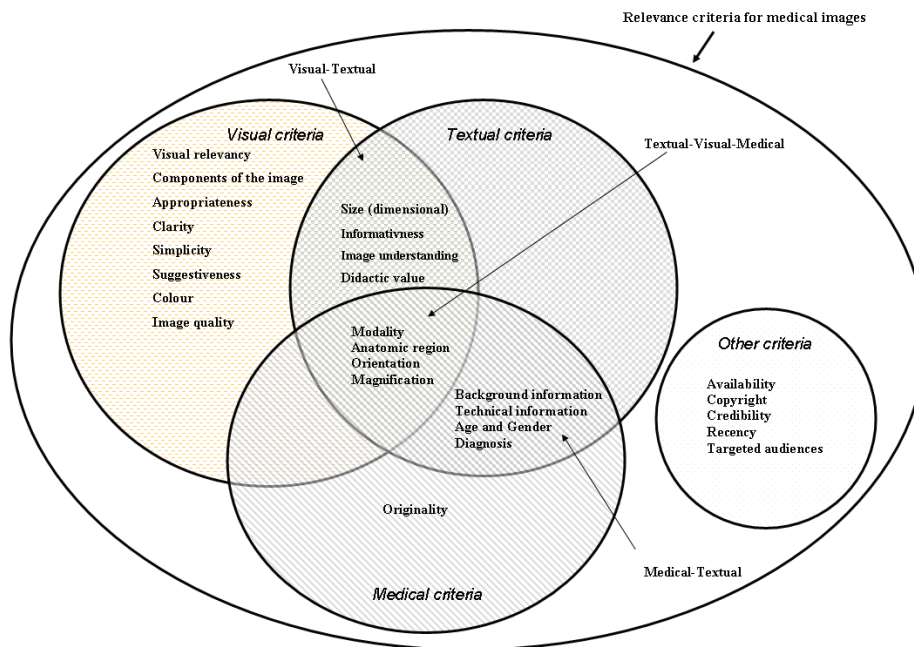 Relevance criteria for medical images
Visual-Textual
Visual criteria
Textual criteria
Textual-Visual-Medical
Visual relevancy
Components of the image
Appropriateness
Clarity
Simplicity
Suggestiveness
Colour
Image quality
Size (dimensional)
Informativness
Image understanding
Didactic value
Modality
Anatomic region
Orientation
Magnification
Background information
Technical information
Age and Gender
Diagnosis
Other criteria
Availability
Copyright
Credibility
Recency
Targeted audiences
Originality
Medical-Textual
Medical criteria